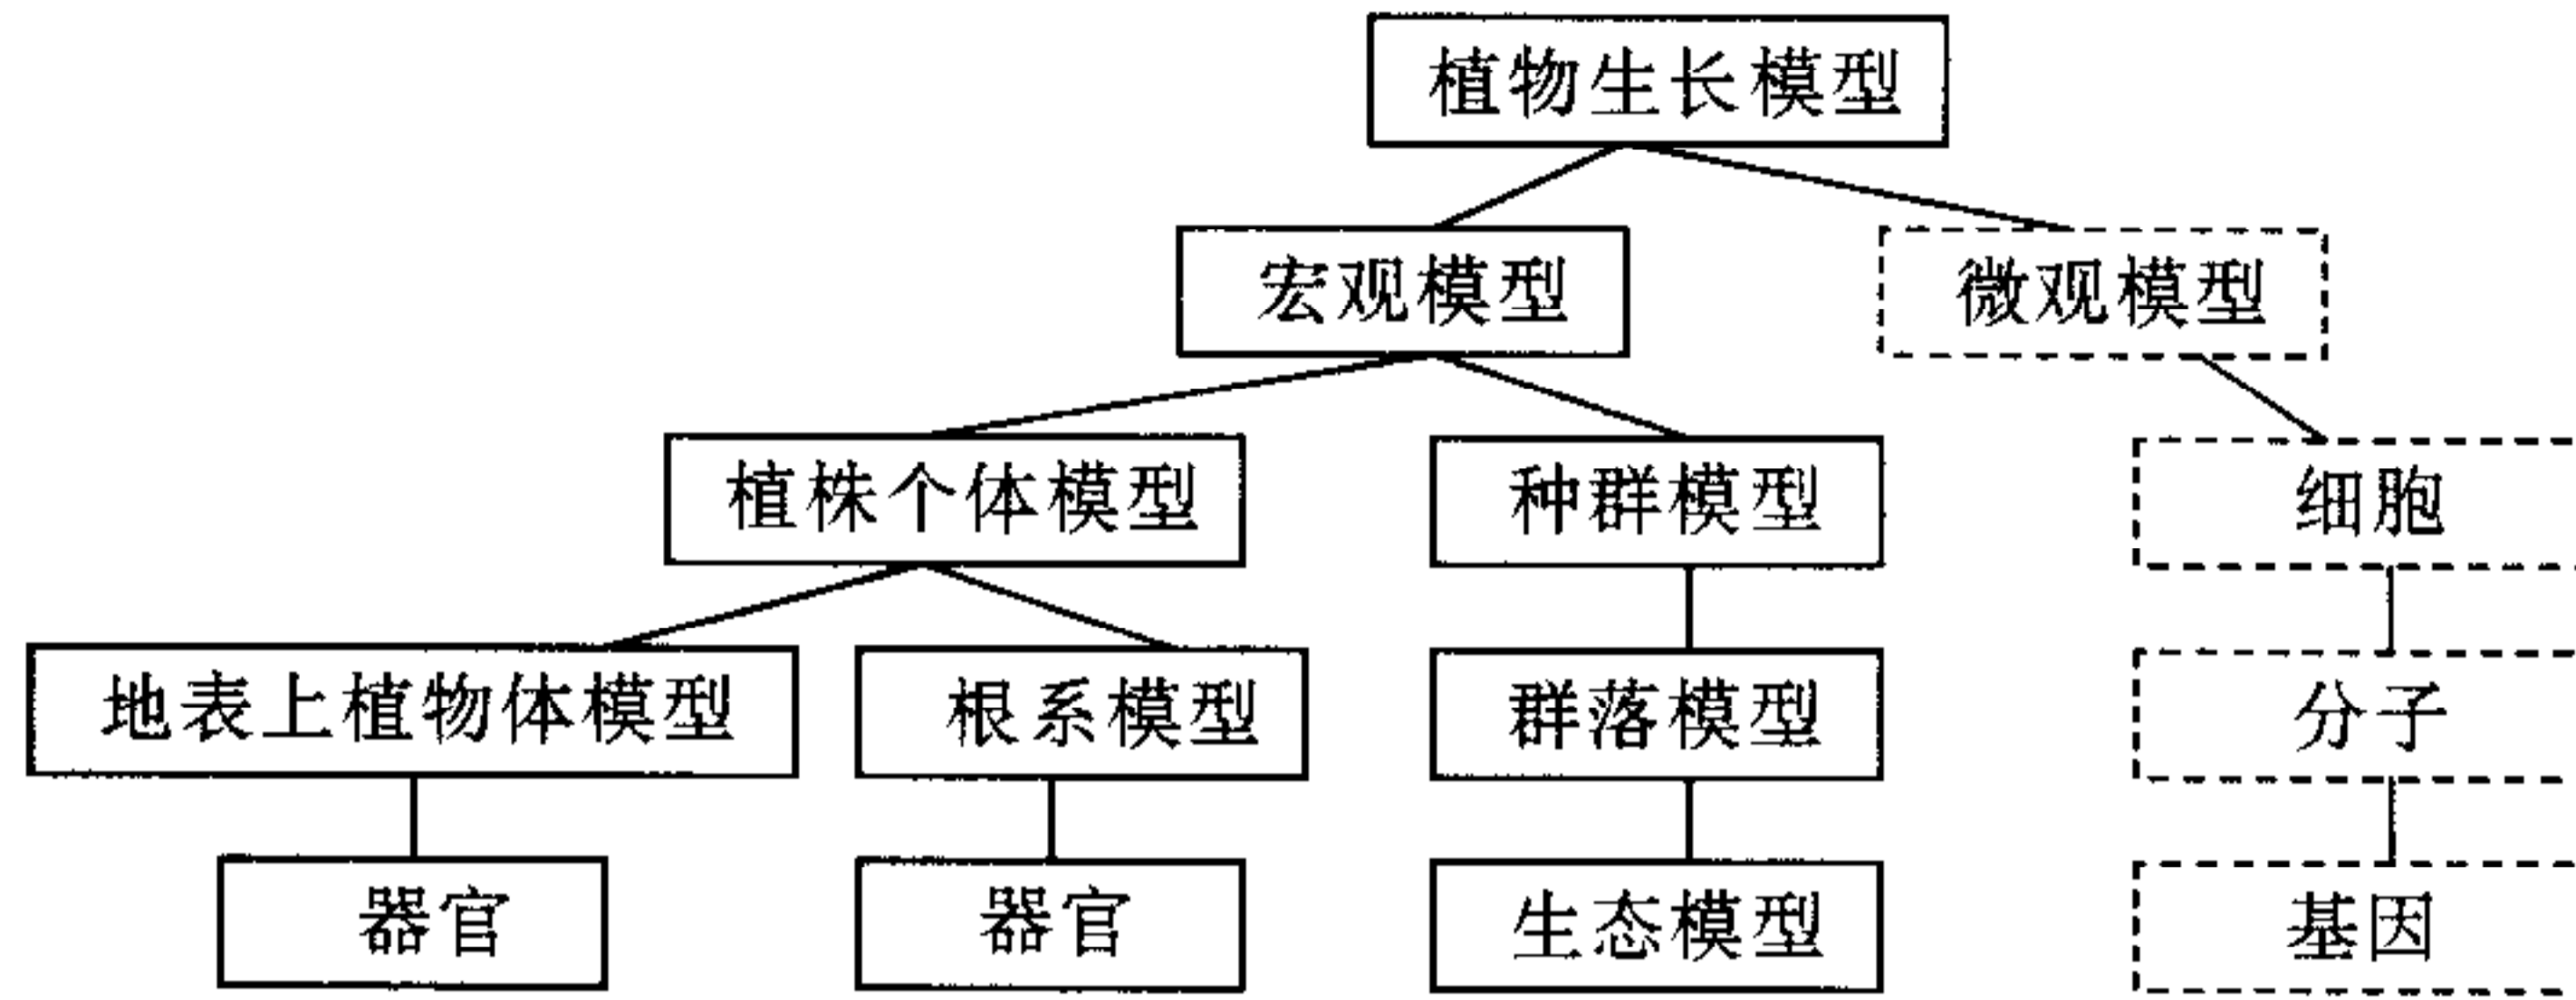 植物生长模型
宏观模型
微观模型
植株个体模型
种群模型
细胞
地表上植物体模型
根系模型
群落模型
分子
器官
器官
生态模型
基因